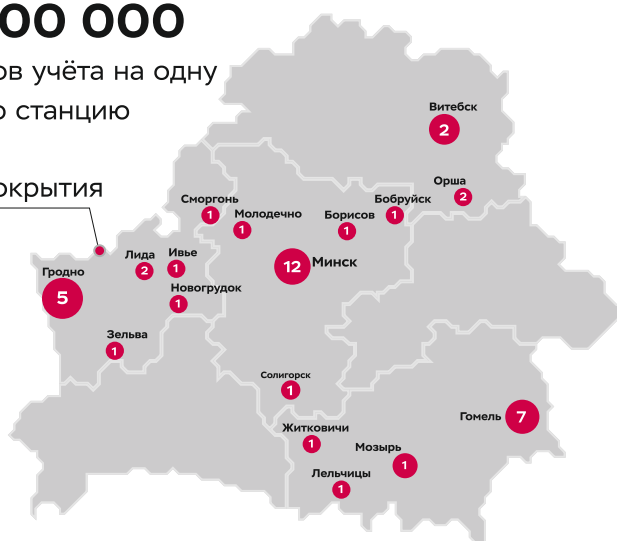 00 000
ов учёта на одну
ю станцию
окрытия
Витебск
2
Орша
2
Сморгонь
1
Молодечно
1
Борисов
1
Бобруйск
1
Лида
2
Ивье
1
Минск
12
Гродно
5
Новогрудок
1
Зельва
1
Солигорск
1
Житковичи
1
Гомель
7
Мозырь
1
Лельчицы
1